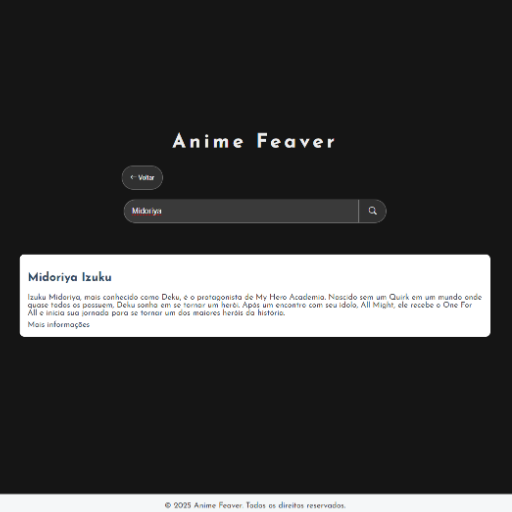 Anime Feaver
← Voltar
Midoriya
Midoriya Izuku
Izuku Midoriya, mais conhecido como Deku, é o protagonista de My Hero Academia. Nascido sem um Quirk em um mundo onde
quase todos os possuem, Deku sonha em se tornar um herói. Após um encontro com seu ídolo, All Might, ele recebe o One For
All e inicia sua jornada para se tornar um dos maiores heróis da história.
Mais informações
© 2025 Anime Feaver. Todos os direitos reservados.